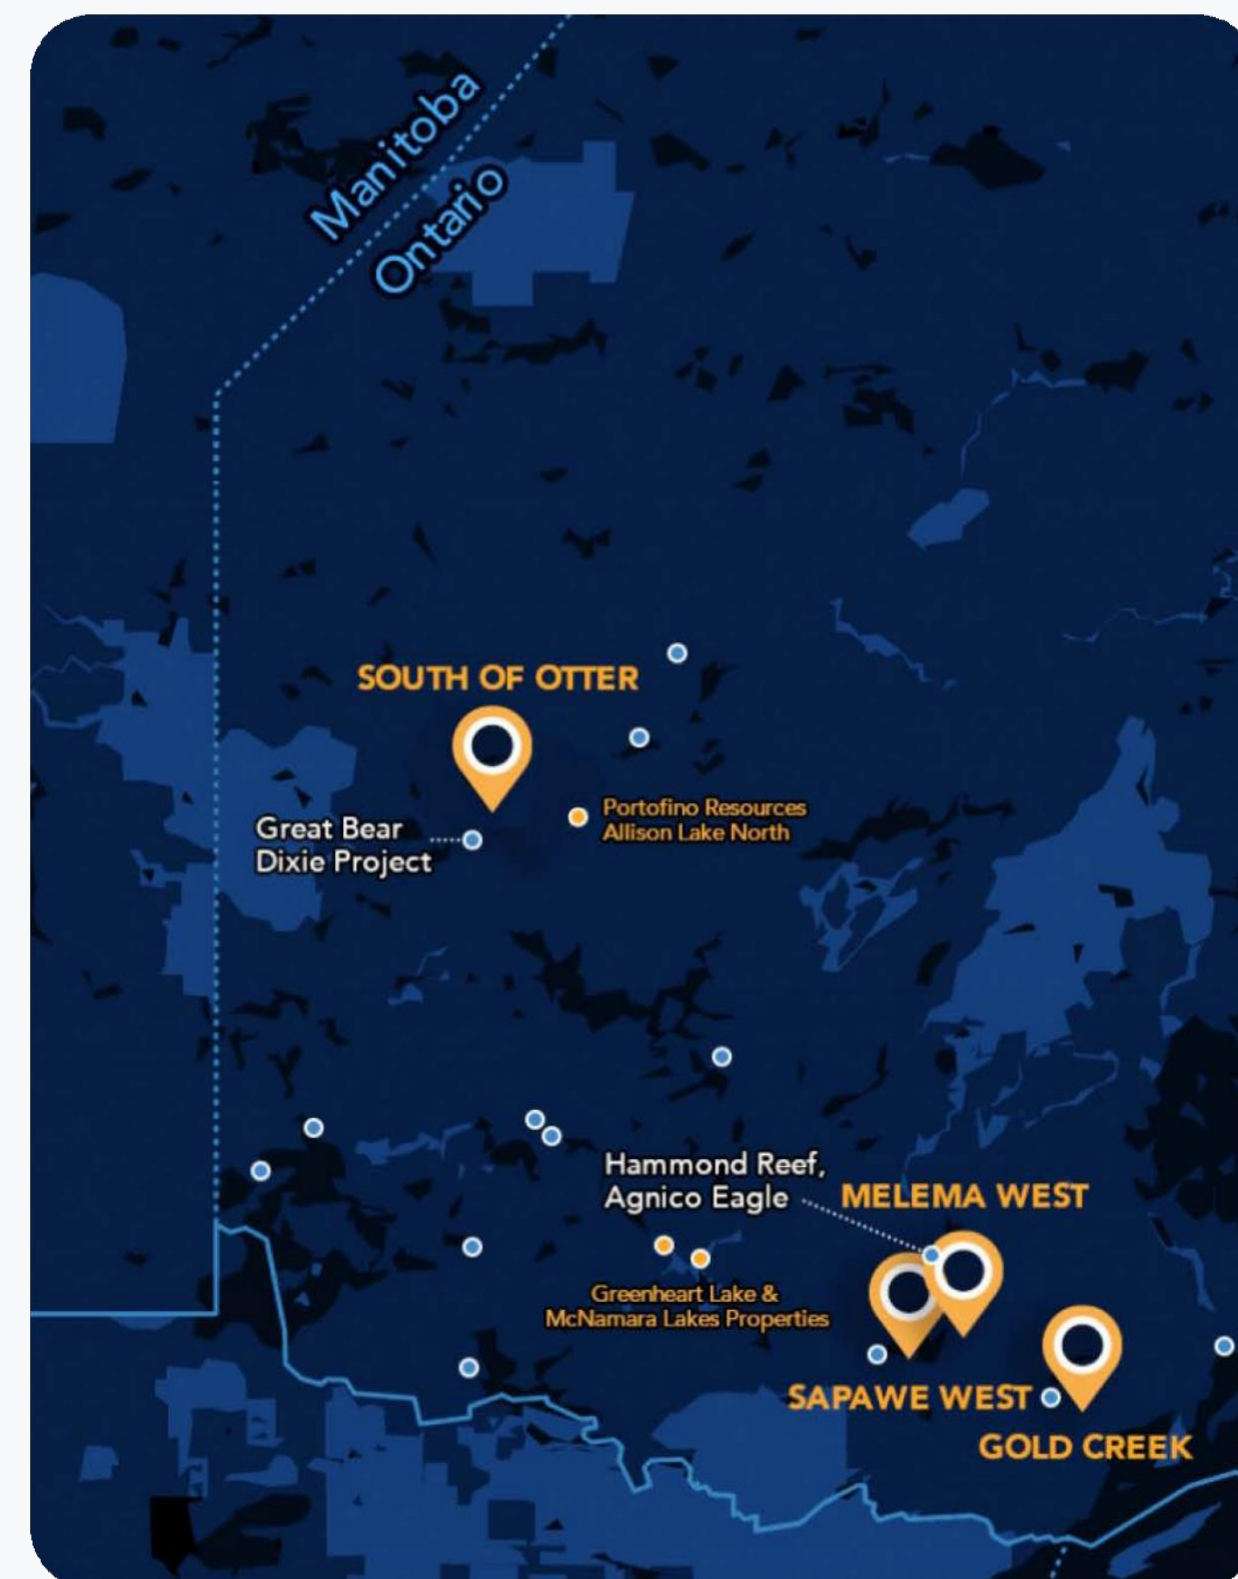 Manitoba
Ontario
SOUTH OF OTTER
Portofino Resources
Allison Lake North
Great Bear
Dixie Project
Hammond Reef,
Agnico Eagle
MELEMA WEST
Greenheart Lake &
McNamara Lakes Properties
SAPAWE WEST
GOLD CREEK